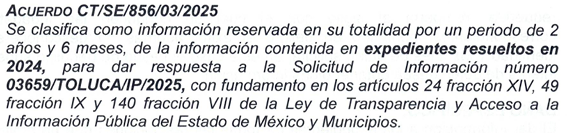 ACUERDO CT/SE/856/03/2025
Se clasifica como información reservada en su totalidad por un periodo de 2
años y 6 meses, de la información contenida en expedientes resueltos en
2024, para dar respuesta a la Solicitud de Información número
03659/TOLUCA/IP/2025, con fundamento en los artículos 24 fracción XIV, 49
fracción IX y 140 fracción VIII de la Ley de Transparencia y Acceso a la
Información Pública del Estado de México y Municipios.